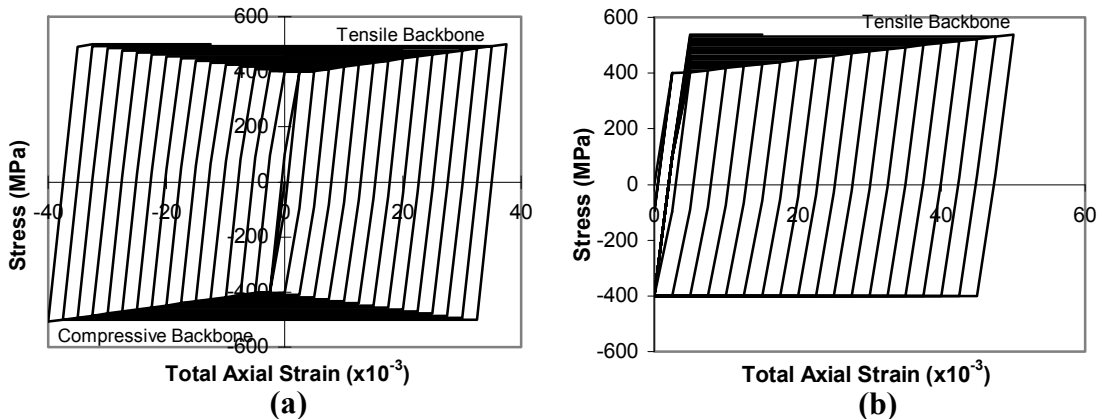 600
Tensile Backbone
400
200
0
-40
-20
0
20
40
-200
-400
Compressive Backbone
-600
Stress (MPa)
Total Axial Strain (x10-3)
(a)
600
Tensile Backbone
400
200
0
0
20
40
60
-200
-400
-600
Stress (MPa)
Total Axial Strain (x10-3)
(b)